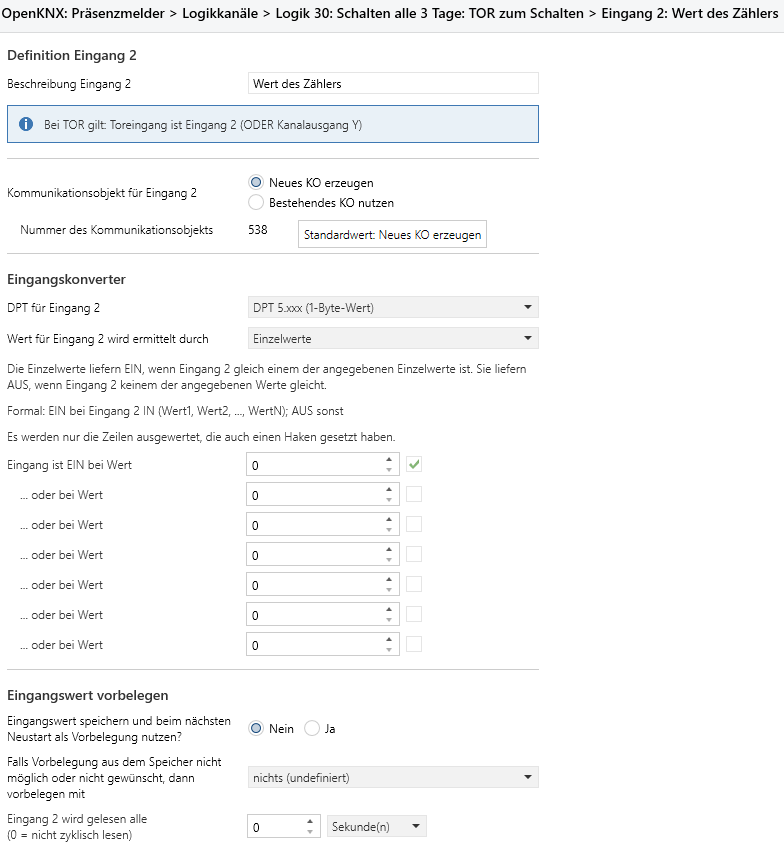 OpenKNX: Präsenzmelder > Logikkanäle > Logik 30: Schalten alle 3 Tage: TOR zum Schalten > Eingang 2: Wert des Zählers
Definition Eingang 2
Beschreibung Eingang 2 Wert des Zählers
Bei TOR gilt: Toreingang ist Eingang 2 (ODER Kanalausgang Y)
Kommunikationsobjekt für Eingang 2 Neues KO erzeugen
Bestehendes KO nutzen
Nummer des Kommunikationsobjekts 538 Standardwert: Neues KO erzeugen
Eingangskonverter
DPT für Eingang 2 DPT 5.xxx (1-Byte-Wert)
Wert für Eingang 2 wird ermittelt durch Einzelwerte
Die Einzelwerte liefern EIN, wenn Eingang 2 gleich einem der angegebenen Einzelwerte ist. Sie liefern
AUS, wenn Eingang 2 keinem der angegebenen Werte gleicht.
Formal: EIN bei Eingang 2 IN (Wert1, Wert2, ..., WertN); AUS sonst
Es werden nur die Zeilen ausgewertet, die auch einen Haken gesetzt haben.
Eingang ist EIN bei Wert 0
... oder bei Wert 0
... oder bei Wert 0
... oder bei Wert 0
... oder bei Wert 0
... oder bei Wert 0
... oder bei Wert 0
Eingangswert vorbelegen
Eingangswert speichern und beim nächsten
Neustart als Vorbelegung nutzen? Nein Ja
Falls Vorbelegung aus dem Speicher nicht
möglich oder nicht gewünscht, dann
vorbelegen mit nichts (undefiniert)
Eingang 2 wird gelesen alle
(0 = nicht zyklisch lesen) 0 Sekunde(n)